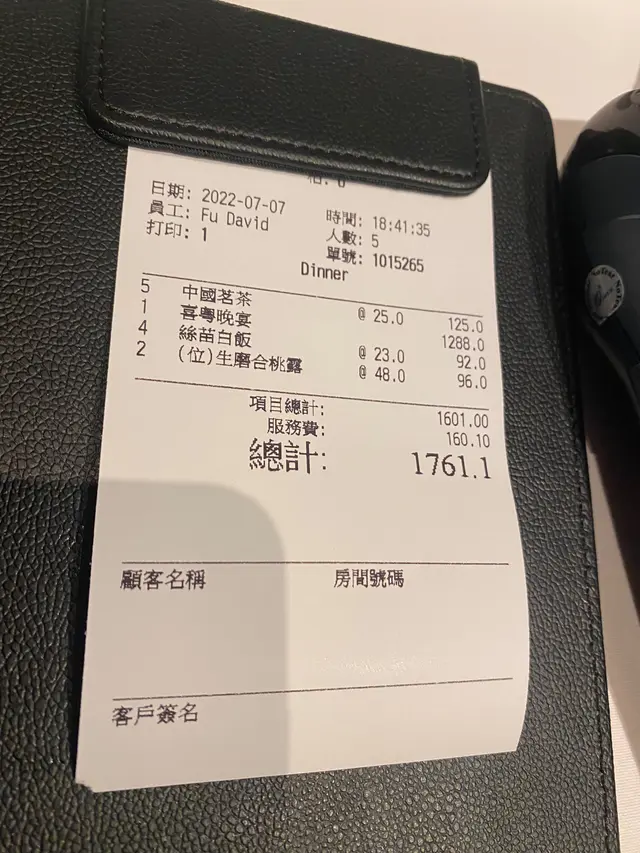 日期: 2022-07-07 時間: 18:41:35
員工: Fu David 人數: 5
打印: 1 單號: 1015265
Dinner
5 中國茗茶 @ 25.0 125.0
1 喜粵晚宴 1288.0
4 絲苗白飯 @ 23.0 92.0
2 (位)生磨合桃露 @ 48.0 96.0
項目總計: 1601.00
服務費: 160.10
總計: 1761.1
顧客名稱 房間號碼
客戶簽名